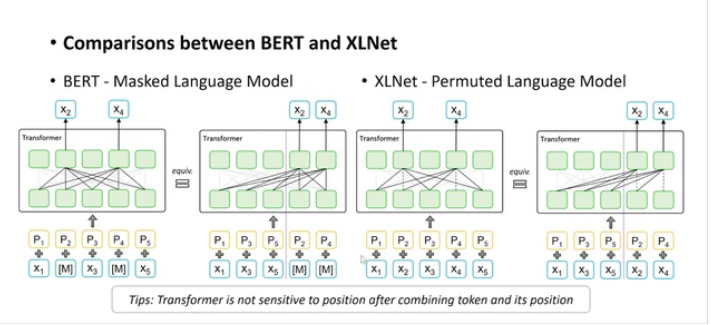 • Comparisons between BERT and XLNet
• BERT - Masked Language Model
• XLNet - Permuted Language Model
X2 X4
X2 X4
X2 X4
X2 X4
Transformer
Transformer
Transformer
Transformer
equiv.
=
equiv.
=
P1 P2 P3 P4 P5
P1 P3 P5 P2 P4
P1 P2 P3 P4 P5
P1 P3 P5 P2 P4
X1 [M] X3 [M] X5
X1 X3 X5 [M] [M]
X1 X2 X3 X4 X5
X1 X3 X5 X2 X4
Tips: Transformer is not sensitive to position after combining token and its position